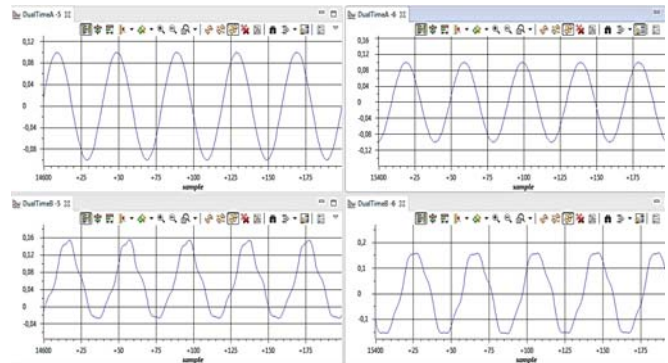 DualTimeA -5
0,12
0,08
0,04
0
-0,04
-0,08
14600 +25 +50 +75 +100 +125 +150 +175
sample
DualTimeA -6
0,16
0,12
0,08
0,04
0
-0,04
-0,08
-0,12
15400 +25 +50 +75 +100 +125 +150 +175
sample
DualTimeB -5
0,16
0,12
0,08
0,04
0
-0,04
14600 +25 +50 +75 +100 +125 +150 +175
sample
DualTimeB -6
0,2
0,1
0
-0,1
15400 +25 +50 +75 +100 +125 +150 +175
sample